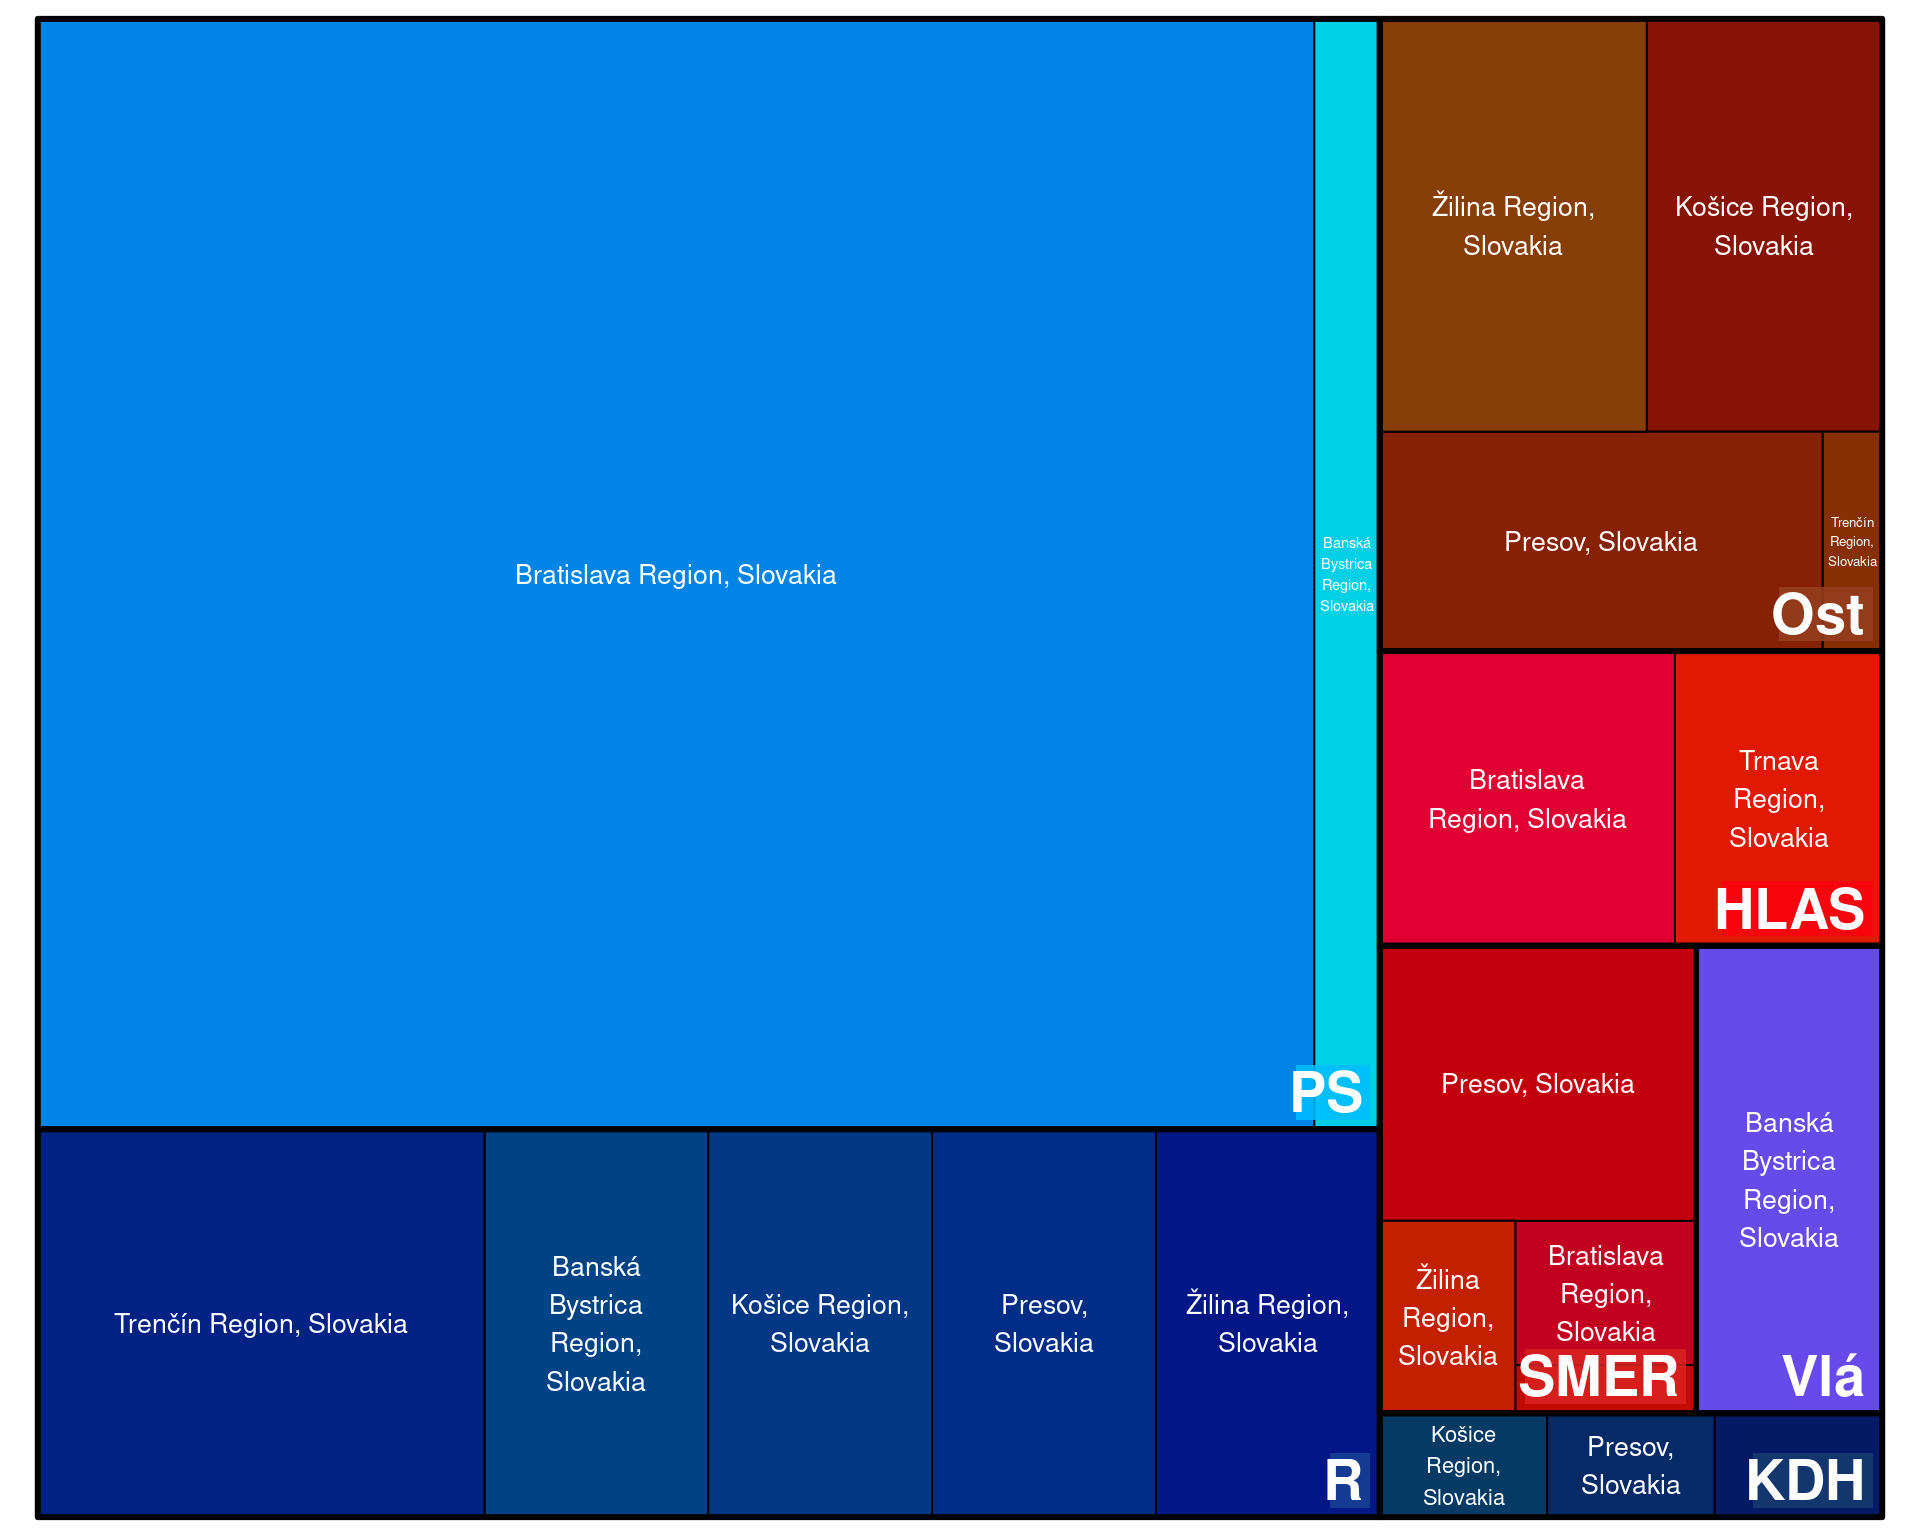 Bratislava Region, Slovakia
Banská
Bystrica
Region,
Slovakia
PS
Trenčín Region, Slovakia
Banská
Bystrica
Region,
Slovakia
Košice Region,
Slovakia
Presov,
Slovakia
Žilina Region,
Slovakia
R
Žilina Region,
Slovakia
Košice Region,
Slovakia
Presov, Slovakia
Trenčín
Region,
Slovakia
Ost
Bratislava
Region, Slovakia
Trnava
Region,
Slovakia
HLAS
Presov, Slovakia
Žilina
Region,
Slovakia
Bratislava
Region,
Slovakia
SMER
Banská
Bystrica
Region,
Slovakia
Vlá
Košice
Region,
Slovakia
Presov,
Slovakia
KDH